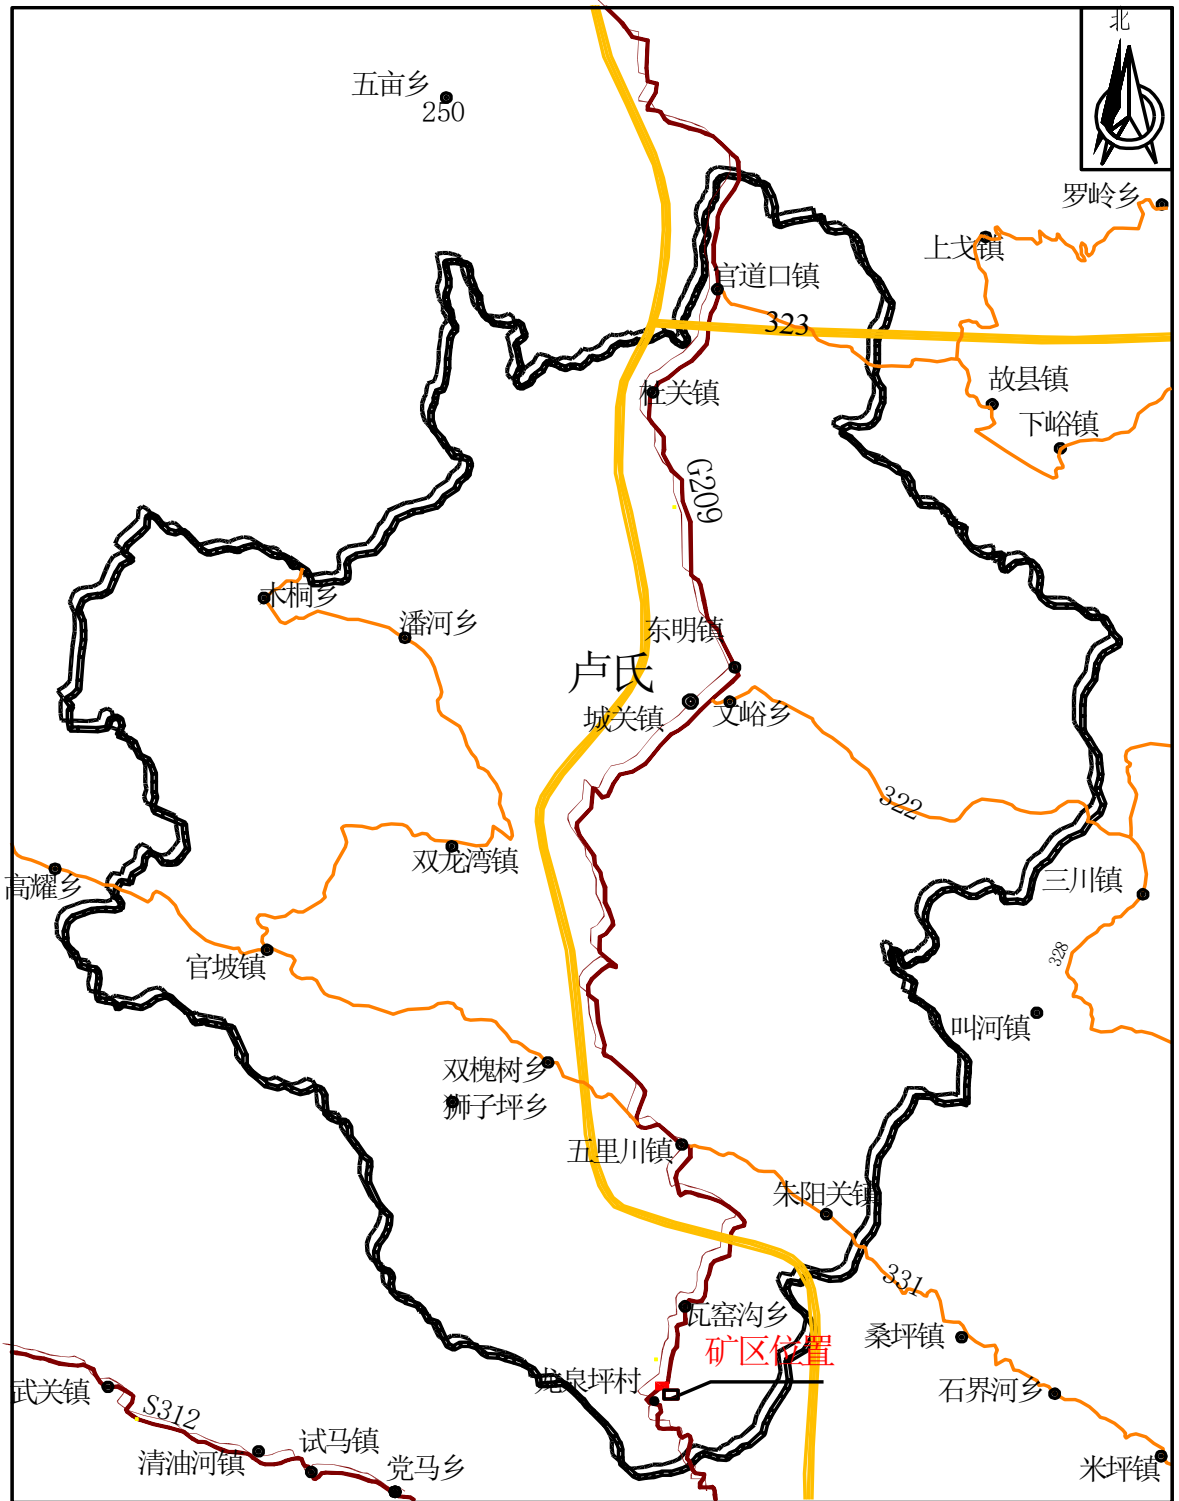 北
五亩乡
250
罗岭乡
上戈镇
官道口镇
323
故县镇
杜关镇
下峪镇
G209
木桐乡
潘河乡
东明镇
卢氏
城关镇
文峪乡
322
双龙湾镇
高耀乡
三川镇
328
官坡镇
叫河镇
双槐树乡
狮子坪乡
五里川镇
朱阳关镇
331
瓦窑沟乡
桑坪镇
矿区位置
龙泉坪村
石界河乡
武关镇
S312
试马镇
清油河镇
党马乡
米坪镇